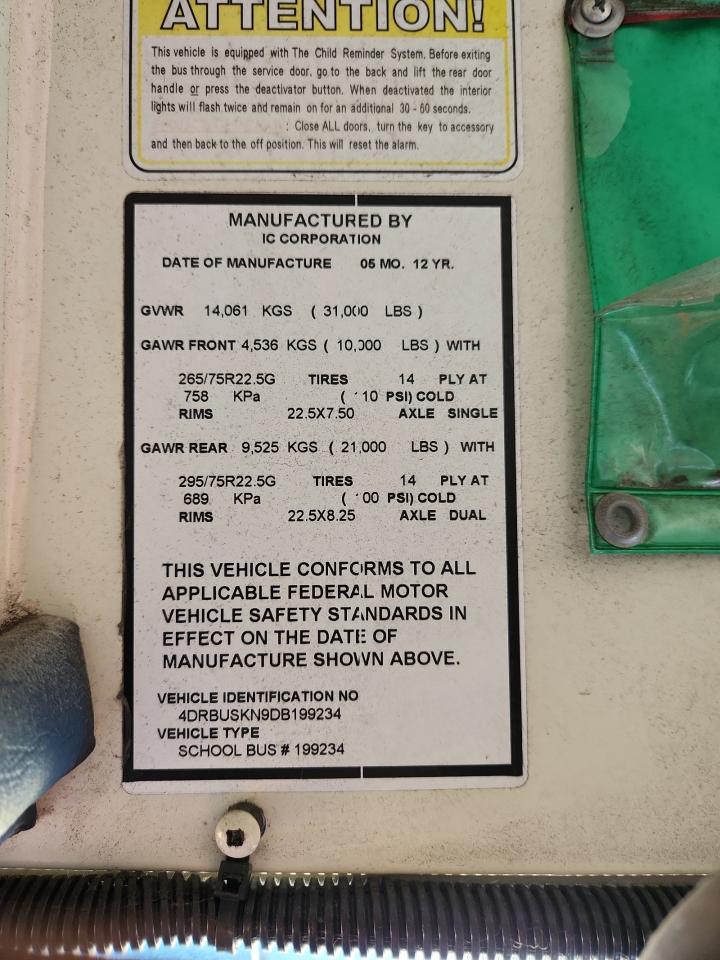 ATTENTION!
This vehicle is equipped with The Child Reminder System. Before exiting
the bus through the service door, go to the back and lift the rear door
handle or press the deactivator button. When deactivated the interior
lights will flash twice and remain on for an additional 30 - 60 seconds.
: Close ALL doors, turn the key to accessory
and then back to the off position. This will reset the alarm.
MANUFACTURED BY
IC CORPORATION
DATE OF MANUFACTURE 05 MO. 12 YR.
GVWR 14,061 KGS ( 31,000 LBS )
GAWR FRONT 4,536 KGS ( 10,000 LBS ) WITH
265/75R22.5G TIRES 14 PLY AT
758 KPa ( 110 PSI) COLD
RIMS 22.5X7.50 AXLE SINGLE
GAWR REAR 9,525 KGS ( 21,000 LBS ) WITH
295/75R22.5G TIRES 14 PLY AT
689 KPa ( 100 PSI) COLD
RIMS 22.5X8.25 AXLE DUAL
THIS VEHICLE CONFORMS TO ALL
APPLICABLE FEDERAL MOTOR
VEHICLE SAFETY STANDARDS IN
EFFECT ON THE DATE OF
MANUFACTURE SHOWN ABOVE.
VEHICLE IDENTIFICATION NO
4DRBUSKN9DB199234
VEHICLE TYPE
SCHOOL BUS # 199234